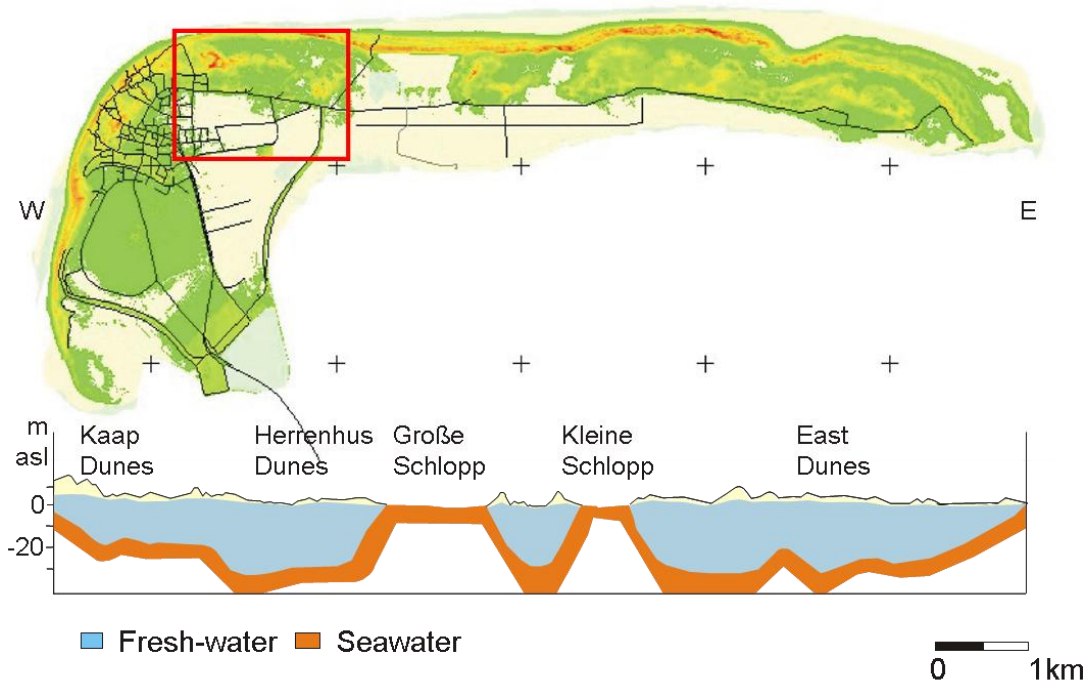 W
E
m
asl
0
-20
Kaap
Dunes
Herrenhus
Dunes
Große
Schlopp
Kleine
Schlopp
East
Dunes
Fresh-water
Seawater
0
1km